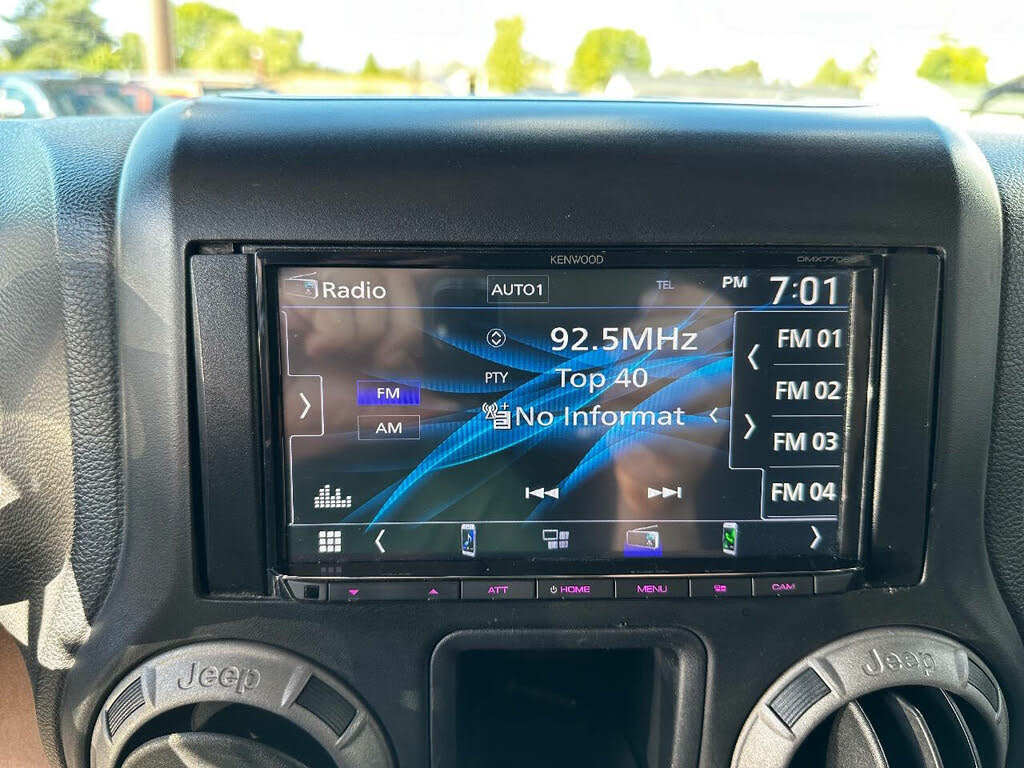 KENWOOD
Radio
AUTO1
TEL
PM 7:01
92.5MHz
PTY Top 40
No Informat
FM
AM
FM 01
FM 02
FM 03
FM 04
ATT
HOME
MENU
CAM
Jeep
Jeep